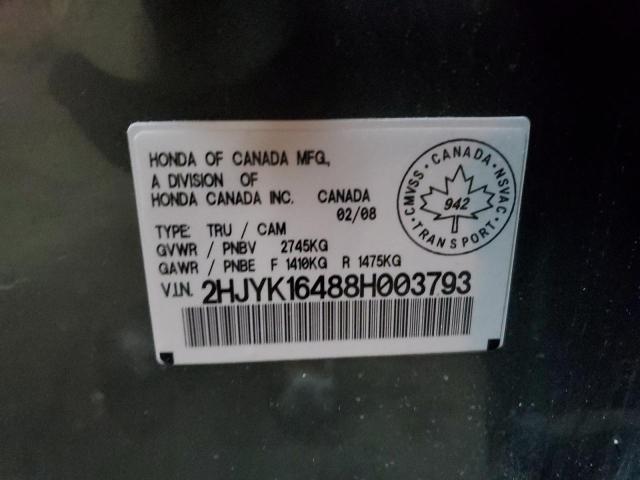 HONDA OF CANADA MFG.,
A DIVISION OF
HONDA CANADA INC. CANADA
02/08
TYPE: TRU / CAM
GVWR / PNBV 2745KG
GAWR / PNBE F 1410KG R 1475KG
V.I.N. 2HJYK16488H003793
CMVSS · CANADA · NSVAC · TRANSPORT ·
942